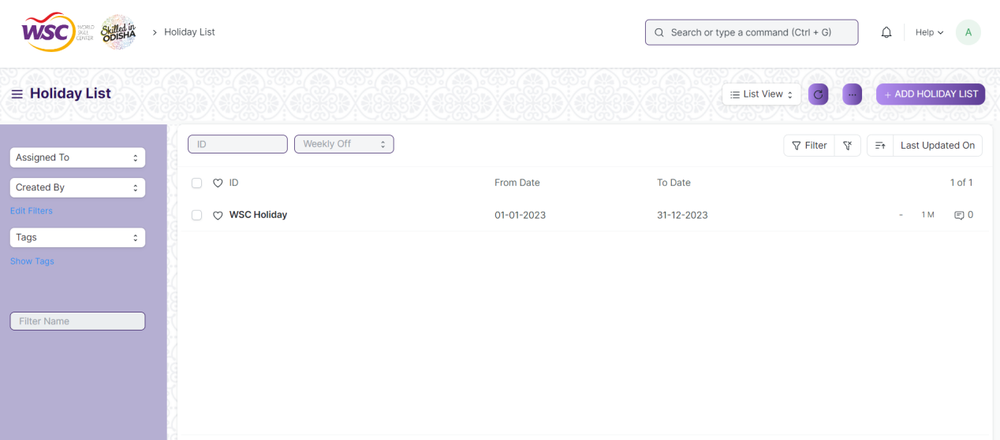 WSC WORLD SKILL CENTER Skilled in ODISHA > Holiday List Search or type a command (Ctrl + G) Help A
Holiday List List View ... + ADD HOLIDAY LIST
Assigned To
Created By
Edit Filters
Tags
Show Tags
Filter Name
ID Weekly Off Filter Last Updated On
ID From Date To Date 1 of 1
WSC Holiday 01-01-2023 31-12-2023 - 1 M 0